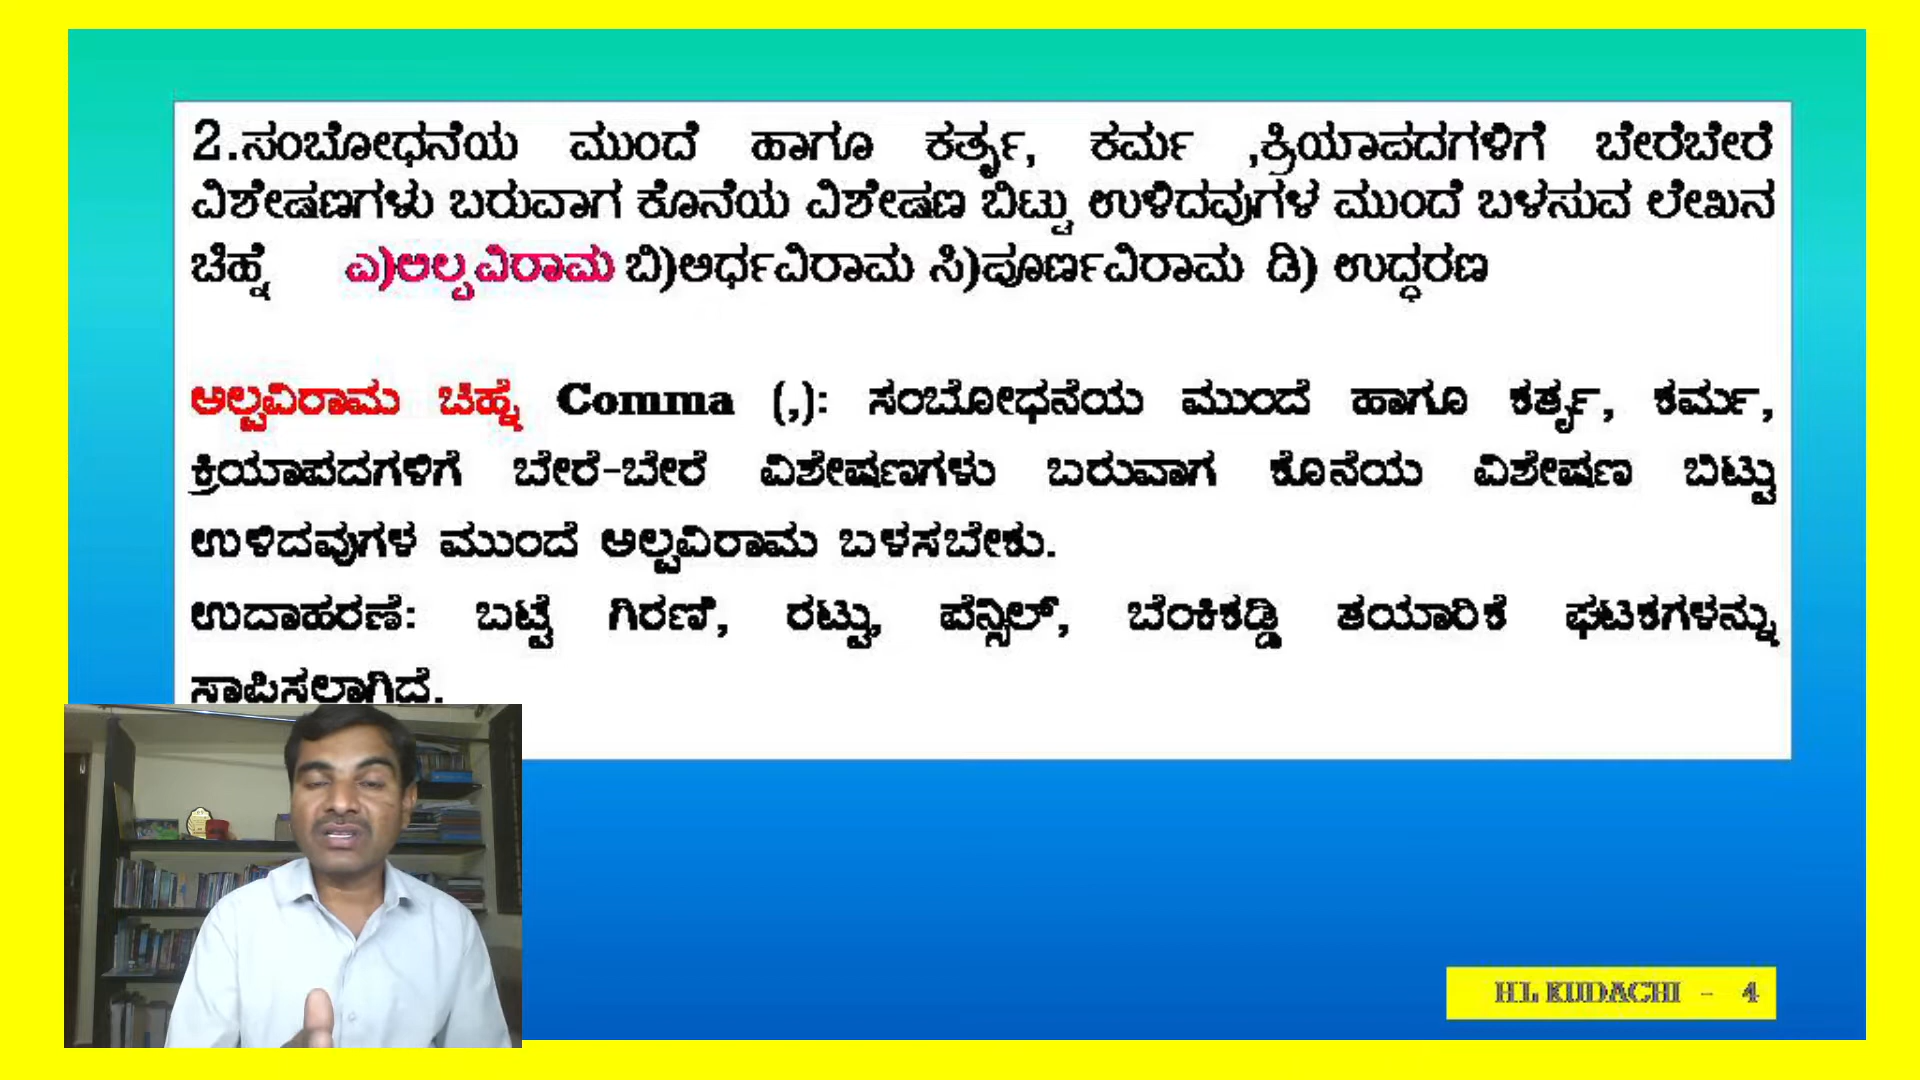 2.ಸಂಬೋಧನೆಯ ಮುಂದೆ ಹಾಗೂ ಕರ್ತೃ, ಕರ್ಮ ,ಕ್ರಿಯಾಪದಗಳಿಗೆ ಬೇರೆಬೇರೆ
ವಿಶೇಷಣಗಳು ಬರುವಾಗ ಕೊನೆಯ ವಿಶೇಷಣ ಬಿಟ್ಟು ಉಳಿದವುಗಳ ಮುಂದೆ ಬಳಸುವ ಲೇಖನ
ಚಿಹ್ನೆ ಎ)ಅಲ್ಪವಿರಾಮ ಬಿ)ಅರ್ಧವಿರಾಮ ಸಿ)ಪೂರ್ಣವಿರಾಮ ಡಿ) ಉದ್ಧರಣ
ಅಲ್ಪವಿರಾಮ ಚಿಹ್ನೆ Comma (,): ಸಂಬೋಧನೆಯ ಮುಂದೆ ಹಾಗೂ ಕರ್ತೃ, ಕರ್ಮ,
ಕ್ರಿಯಾಪದಗಳಿಗೆ ಬೇರೆ-ಬೇರೆ ವಿಶೇಷಣಗಳು ಬರುವಾಗ ಕೊನೆಯ ವಿಶೇಷಣ ಬಿಟ್ಟು
ಉಳಿದವುಗಳ ಮುಂದೆ ಅಲ್ಪವಿರಾಮ ಬಳಸಬೇಕು.
ಉದಾಹರಣೆ: ಬಟ್ಟೆ ಗಿರಣಿ, ರಟ್ಟು, ಪೆನ್ಸಿಲ್, ಬೆಂಕಿಕಡ್ಡಿ ತಯಾರಿಕೆ ಘಟಕಗಳನ್ನು
ಸಾಪಿಸಲಾಗಿದೆ.
HL KUDACHI - 4